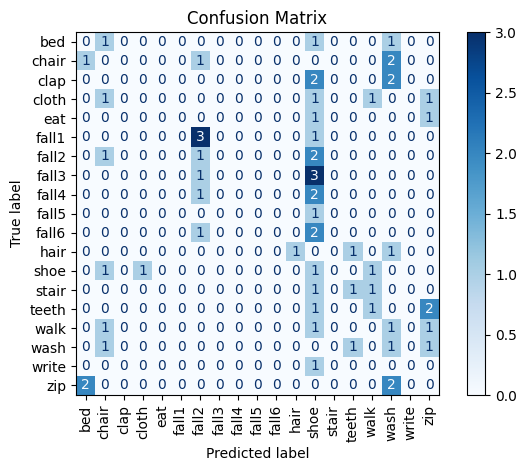 Confusion Matrix
True label
bed 0 1 0 0 0 0 0 0 0 0 0 0 1 0 0 0 1 0 0
chair 1 0 0 0 0 0 1 0 0 0 0 0 0 0 0 0 2 0 0
clap 0 0 0 0 0 0 0 0 0 0 0 0 2 0 0 0 2 0 0
cloth 0 1 0 0 0 0 0 0 0 0 0 0 1 0 0 1 0 0 1
eat 0 0 0 0 0 0 0 0 0 0 0 0 1 0 0 0 0 0 1
fall1 0 0 0 0 0 0 3 0 0 0 0 0 1 0 0 0 0 0 0
fall2 0 1 0 0 0 0 1 0 0 0 0 0 2 0 0 0 0 0 0
fall3 0 0 0 0 0 0 1 0 0 0 0 0 3 0 0 0 0 0 0
fall4 0 0 0 0 0 0 1 0 0 0 0 0 2 0 0 0 0 0 0
fall5 0 0 0 0 0 0 0 0 0 0 0 0 1 0 0 0 0 0 0
fall6 0 0 0 0 0 0 1 0 0 0 0 0 2 0 0 0 0 0 0
hair 0 0 0 0 0 0 0 0 0 0 0 1 0 0 1 0 1 0 0
shoe 0 1 0 1 0 0 0 0 0 0 0 0 1 0 0 1 0 0 0
stair 0 0 0 0 0 0 0 0 0 0 0 0 1 0 1 1 0 0 0
teeth 0 0 0 0 0 0 0 0 0 0 0 0 1 0 0 1 0 0 2
walk 0 1 0 0 0 0 0 0 0 0 0 0 1 0 0 0 1 0 1
wash 0 1 0 0 0 0 0 0 0 0 0 0 0 0 1 0 1 0 1
write 0 0 0 0 0 0 0 0 0 0 0 0 1 0 0 0 0 0 0
zip 2 0 0 0 0 0 0 0 0 0 0 0 0 0 0 0 2 0 0
bed chair clap cloth eat fall1 fall2 fall3 fall4 fall5 fall6 hair shoe stair teeth walk wash write zip
Predicted label
3.0
2.5
2.0
1.5
1.0
0.5
0.0